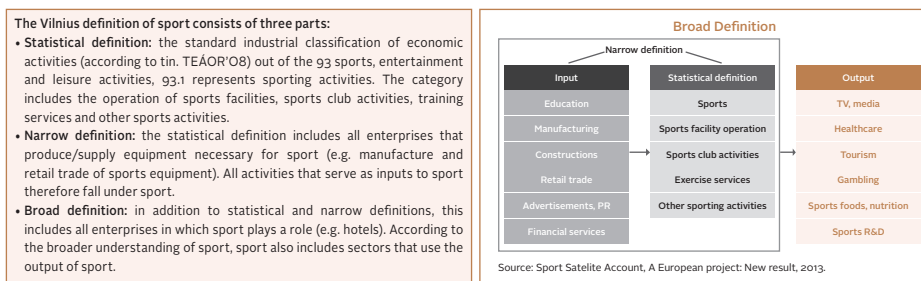 The Vilnius definition of sport consists of three parts:
• Statistical definition: the standard industrial classification of economic
activities (according to tin. TEÁOR'O8) out of the 93 sports, entertainment
and leisure activities, 93.1 represents sporting activities. The category
includes the operation of sports facilities, sports club activities, training
services and other sports activities.
• Narrow definition: the statistical definition includes all enterprises that
produce/supply equipment necessary for sport (e.g. manufacture and
retail trade of sports equipment). All activities that serve as inputs to sport
therefore fall under sport.
• Broad definition: in addition to statistical and narrow definitions, this
includes all enterprises in which sport plays a role (e.g. hotels). According to
the broader understanding of sport, sport also includes sectors that use the
output of sport.
Broad Definition
Narrow definition
Input
Education
Manufacturing
Constructions
Retail trade
Advertisements, PR
Financial services
Statistical definition
Sports
Sports facility operation
Sports club activities
Exercise services
Other sporting activities
Output
TV, media
Healthcare
Tourism
Gambling
Sports foods, nutrition
Sports R&D
Source: Sport Satelite Account, A European project: New result, 2013.